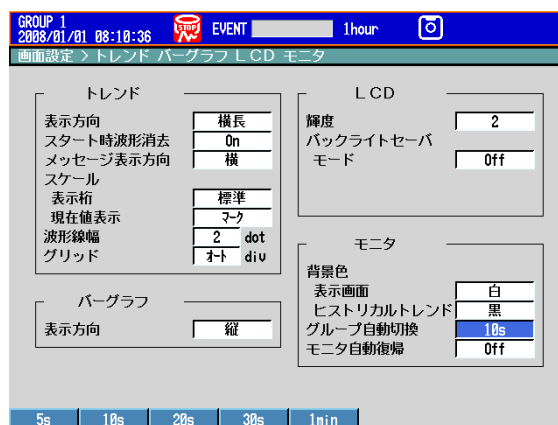 GROUP 1
2008/01/01 08:10:36
STOP
EVENT
1hour
画面設定 > トレンド バーグラフ LCD モニタ
トレンド
表示方向 横長
スタート時波形消去 On
メッセージ表示方向 横
スケール
表示桁 標準
現在値表示 マーク
波形線幅 2 dot
グリッド オート div
バーグラフ
表示方向 縦
LCD
輝度 2
バックライトセーバ
モード Off
モニタ
背景色
表示画面 白
ヒストリカルトレンド 黒
グループ自動切換 10s
モニタ自動復帰 Off
5s 10s 20s 30s 1min